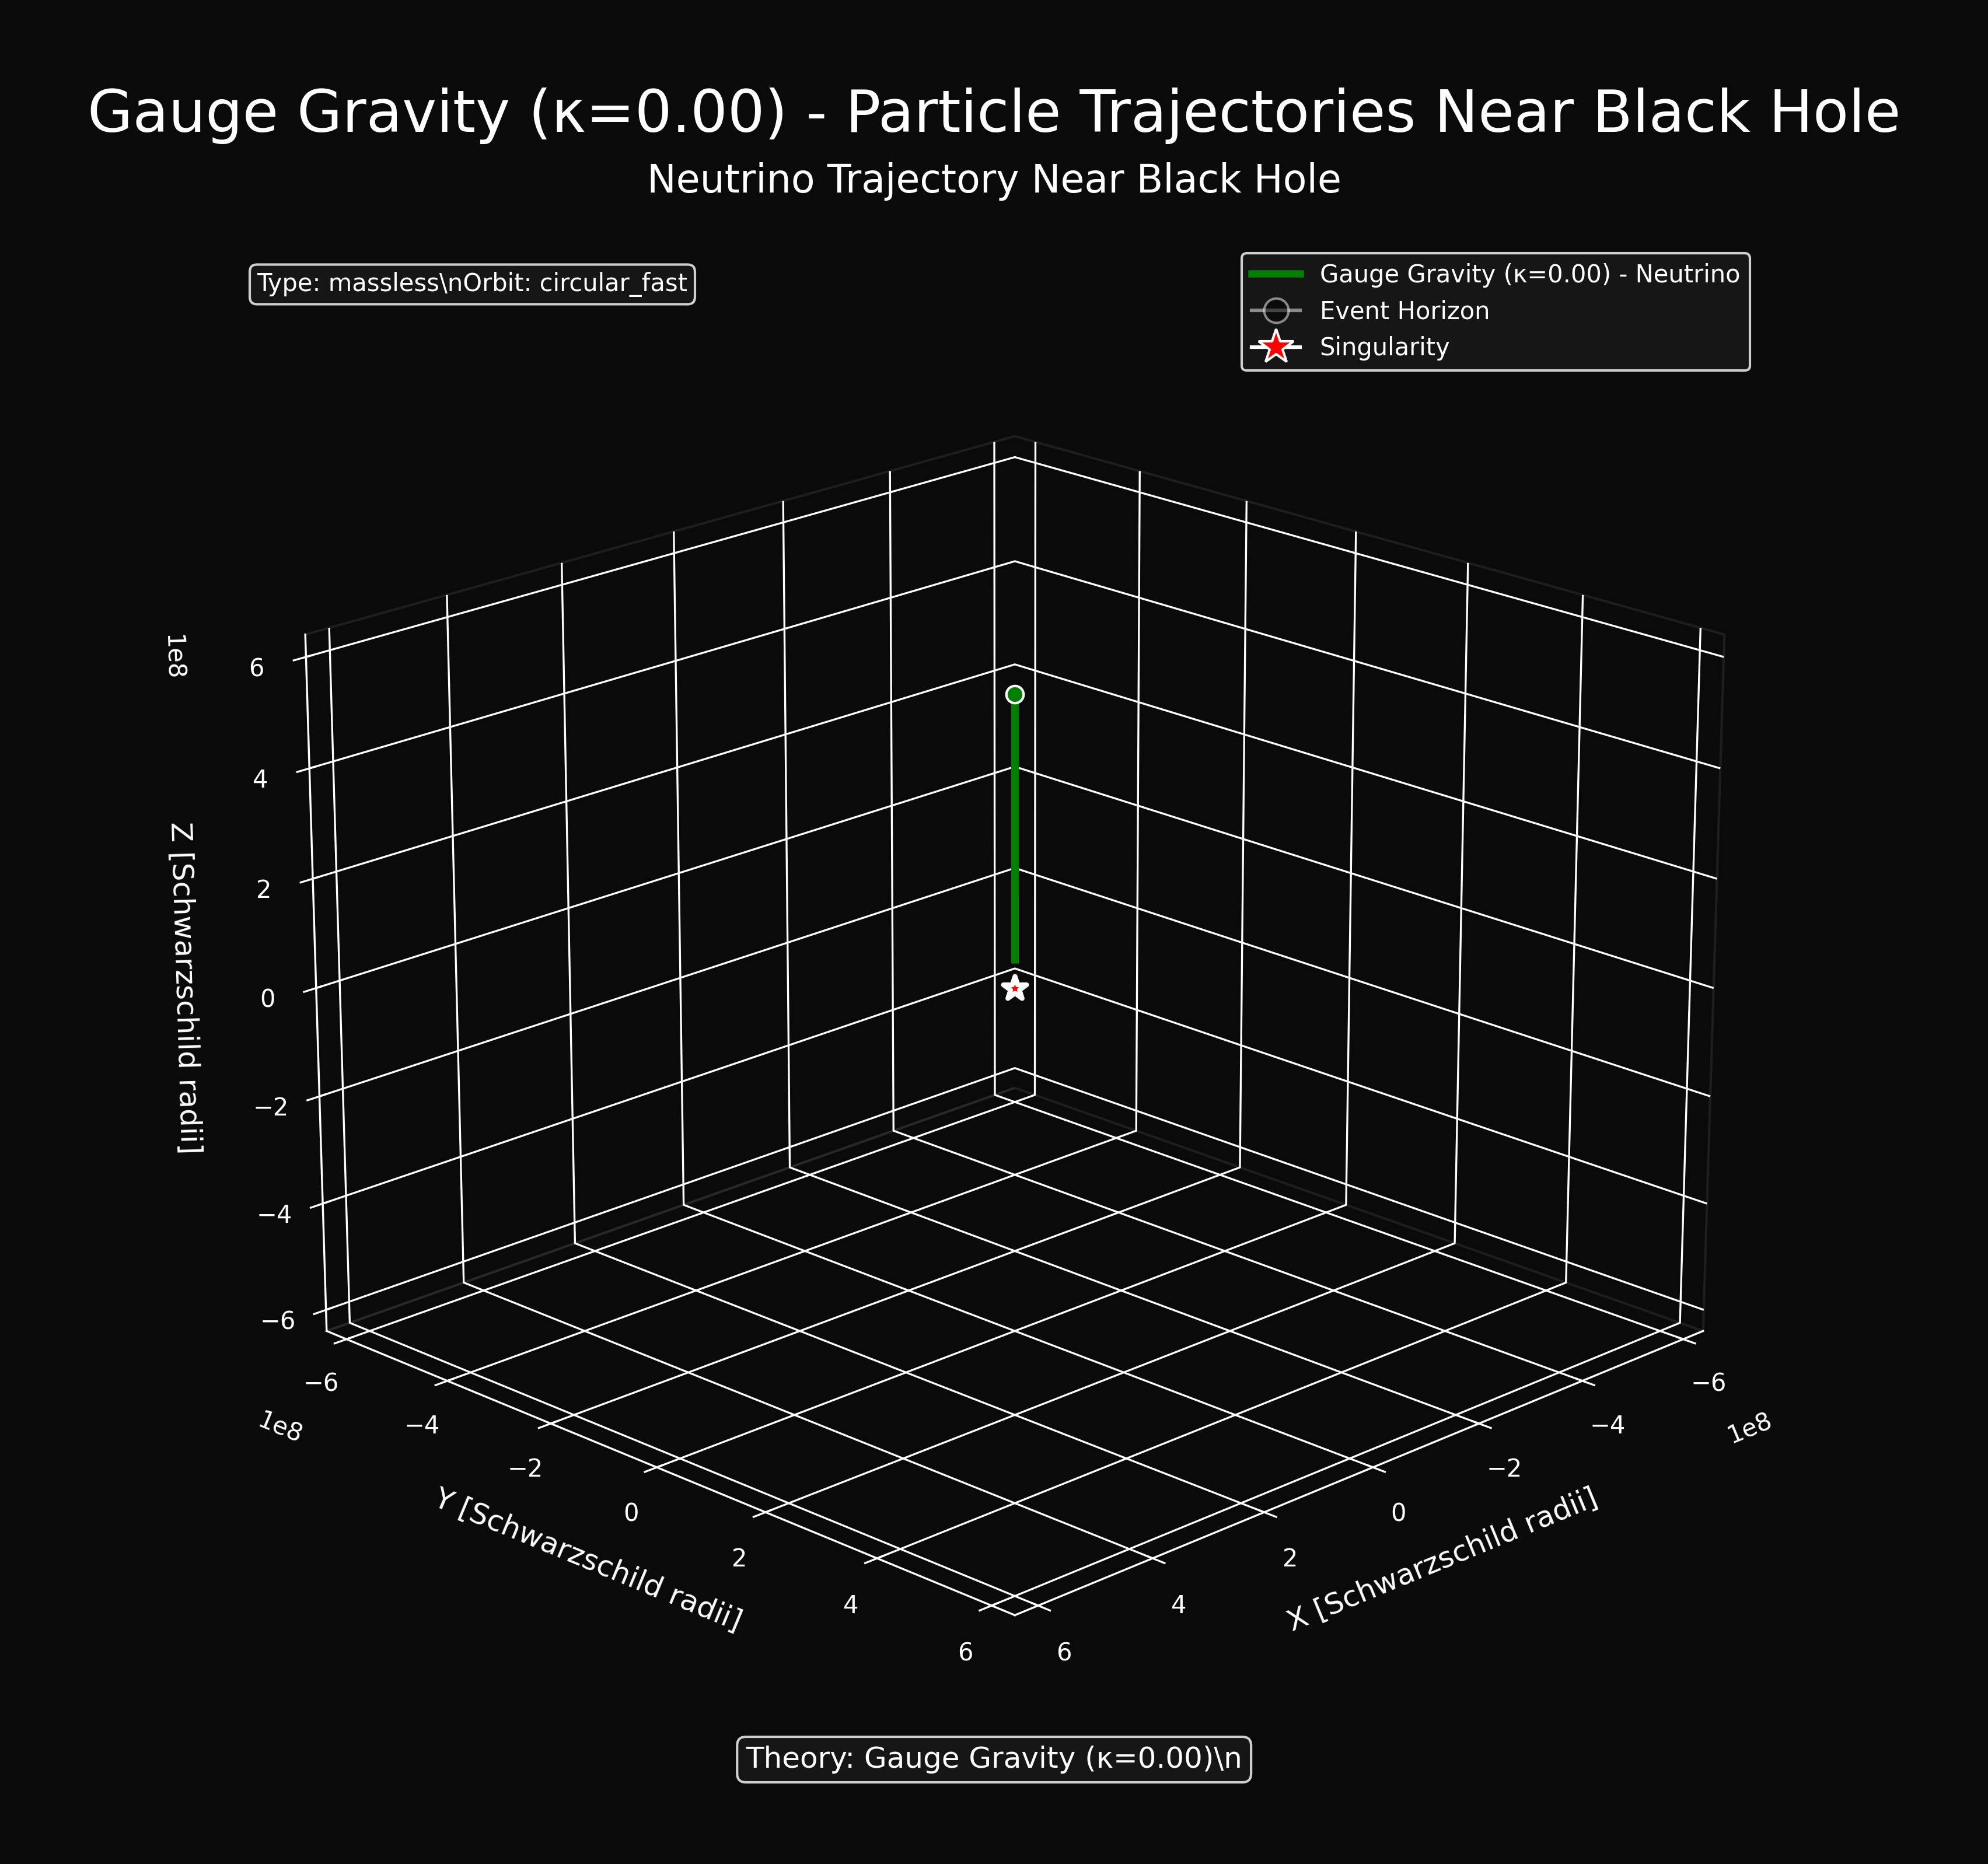 Gauge Gravity (κ=0.00) - Particle Trajectories Near Black Hole
Neutrino Trajectory Near Black Hole
Type: massless\nOrbit: circular_fast
Gauge Gravity (κ=0.00) - Neutrino
Event Horizon
Singularity
1e8
6
4
2
0
−2
−4
−6
Z [Schwarzschild radii]
−6
−4
−2
0
2
4
6
1e8
Y [Schwarzschild radii]
6
4
2
0
−2
−4
−6
1e8
X [Schwarzschild radii]
Theory: Gauge Gravity (κ=0.00)\n